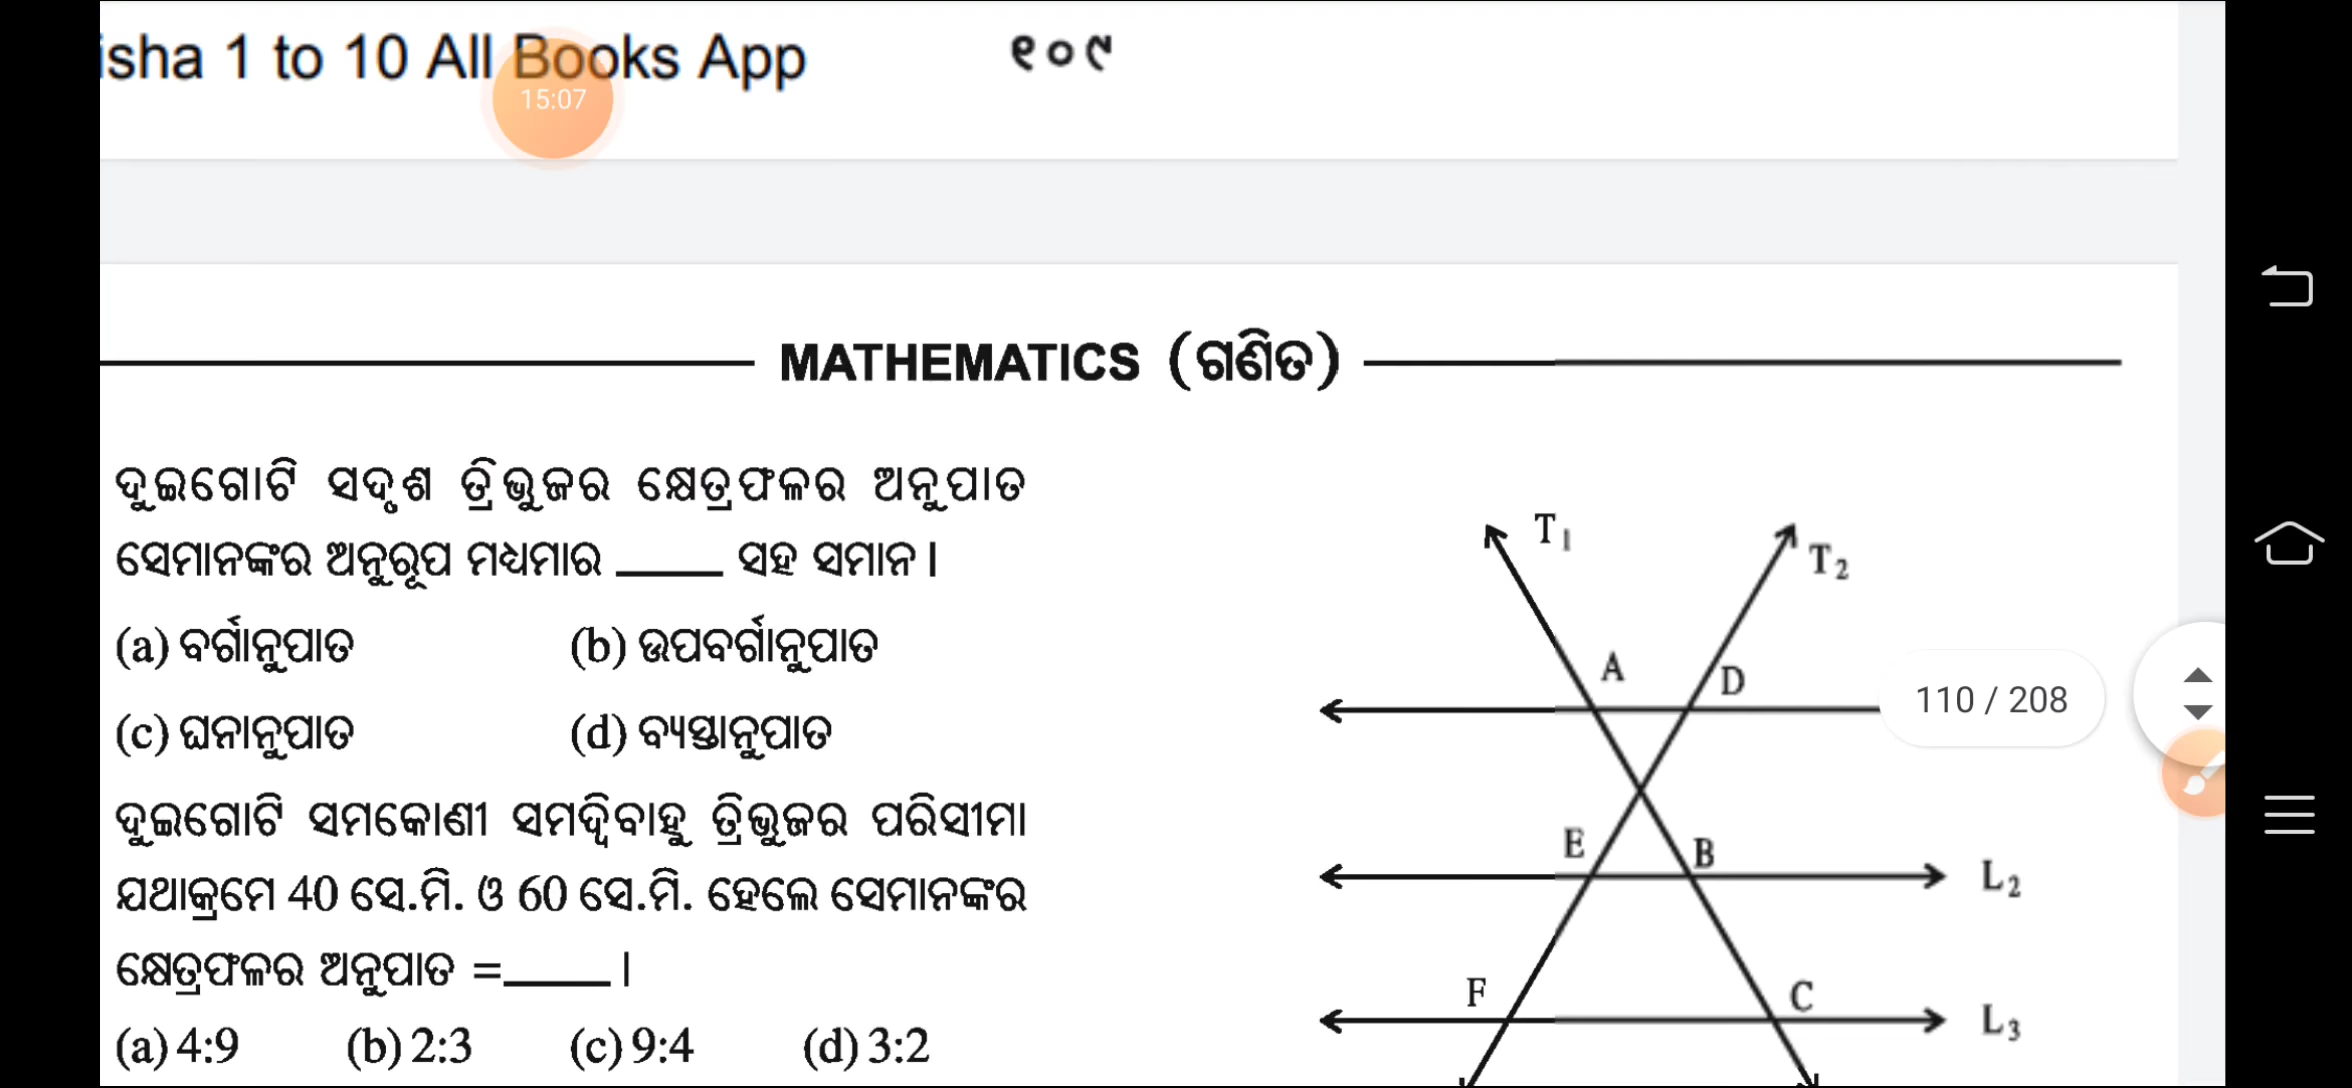 isha 1 to 10 All Books App
୧୦୯
15:07
MATHEMATICS (ଗଣିତ)
ଦୁଇଗୋଟି ସଦୃଶ ତ୍ରିଭୁଜର କ୍ଷେତ୍ରଫଳର ଅନୁପାତ
ସେମାନଙ୍କର ଅନୁରୂପ ମଧ୍ୟମାର _____ ସହ ସମାନ।
(a) ବର୍ଗାନୁପାତ (b) ଉପବର୍ଗାନୁପାତ
(c) ଘନାନୁପାତ (d) ବ୍ୟସ୍ତାନୁପାତ
ଦୁଇଗୋଟି ସମକୋଣୀ ସମଦ୍ୱିବାହୁ ତ୍ରିଭୁଜର ପରିସୀମା
ଯଥାକ୍ରମେ 40 ସେ.ମି. ଓ 60 ସେ.ମି. ହେଲେ ସେମାନଙ୍କର
କ୍ଷେତ୍ରଫଳର ଅନୁପାତ =_____।
(a) 4:9 (b) 2:3 (c) 9:4 (d) 3:2
T1
T2
A
D
110 / 208
E
B
L2
F
C
L3